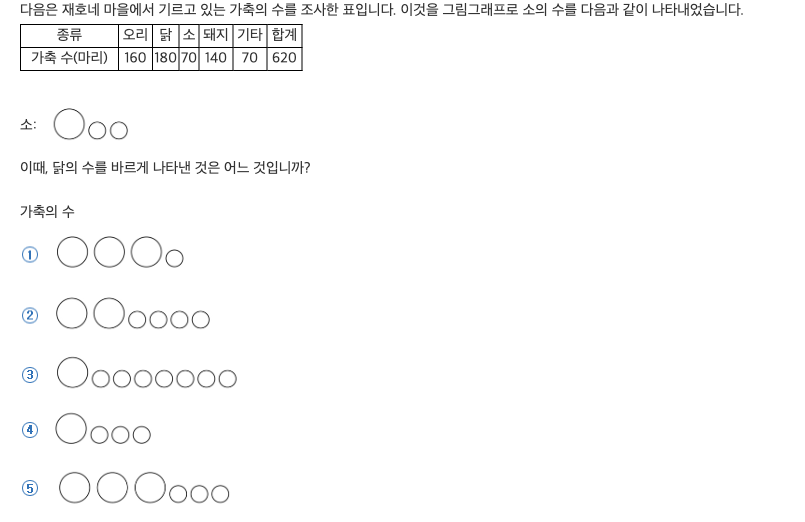 다음은 재호네 마을에서 기르고 있는 가축의 수를 조사한 표입니다. 이것을 그림그래프로 소의 수를 다음과 같이 나타내었습니다.
종류 오리 닭 소 돼지 기타 합계
가축 수(마리) 160 180 70 140 70 620
소:
이때, 닭의 수를 바르게 나타낸 것은 어느 것입니까?
가축의 수
①
②
③
④
⑤